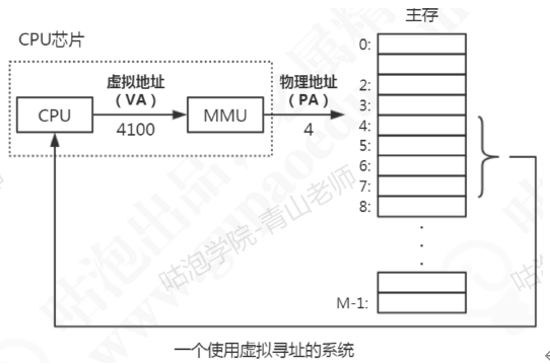 主存
CPU芯片
0:
虚拟地址
（VA）
物理地址
（PA）
2:
3:
CPU
4100
MMU
4
4:
5:
6:
7:
8:
M-1:
咕泡学院-青山老师
一个使用虚拟寻址的系统